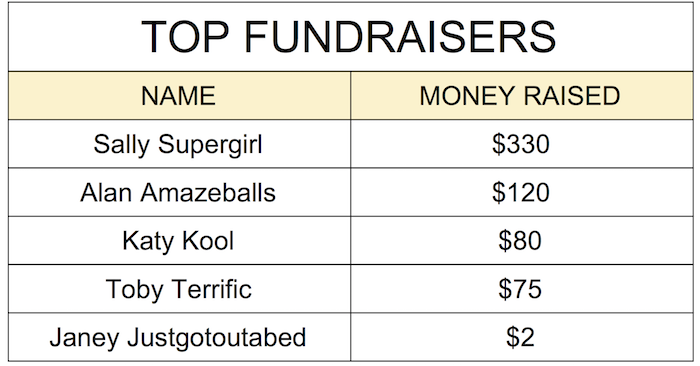 TOP FUNDRAISERS
NAME MONEY RAISED
Sally Supergirl $330
Alan Amazeballs $120
Katy Kool $80
Toby Terrific $75
Janey Justgotoutabed $2